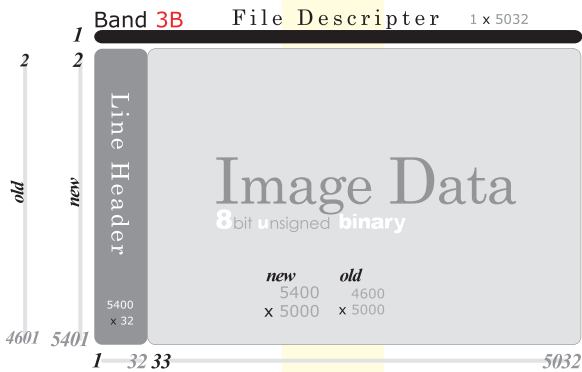 Band 3B
File Descripter
1 x 5032
1
2
2
Line Header
old
new
Image Data
8bit unsigned binary
new
old
5400
4600
x 5000
x 5000
5400
x 32
4601
5401
1
32
33
5032